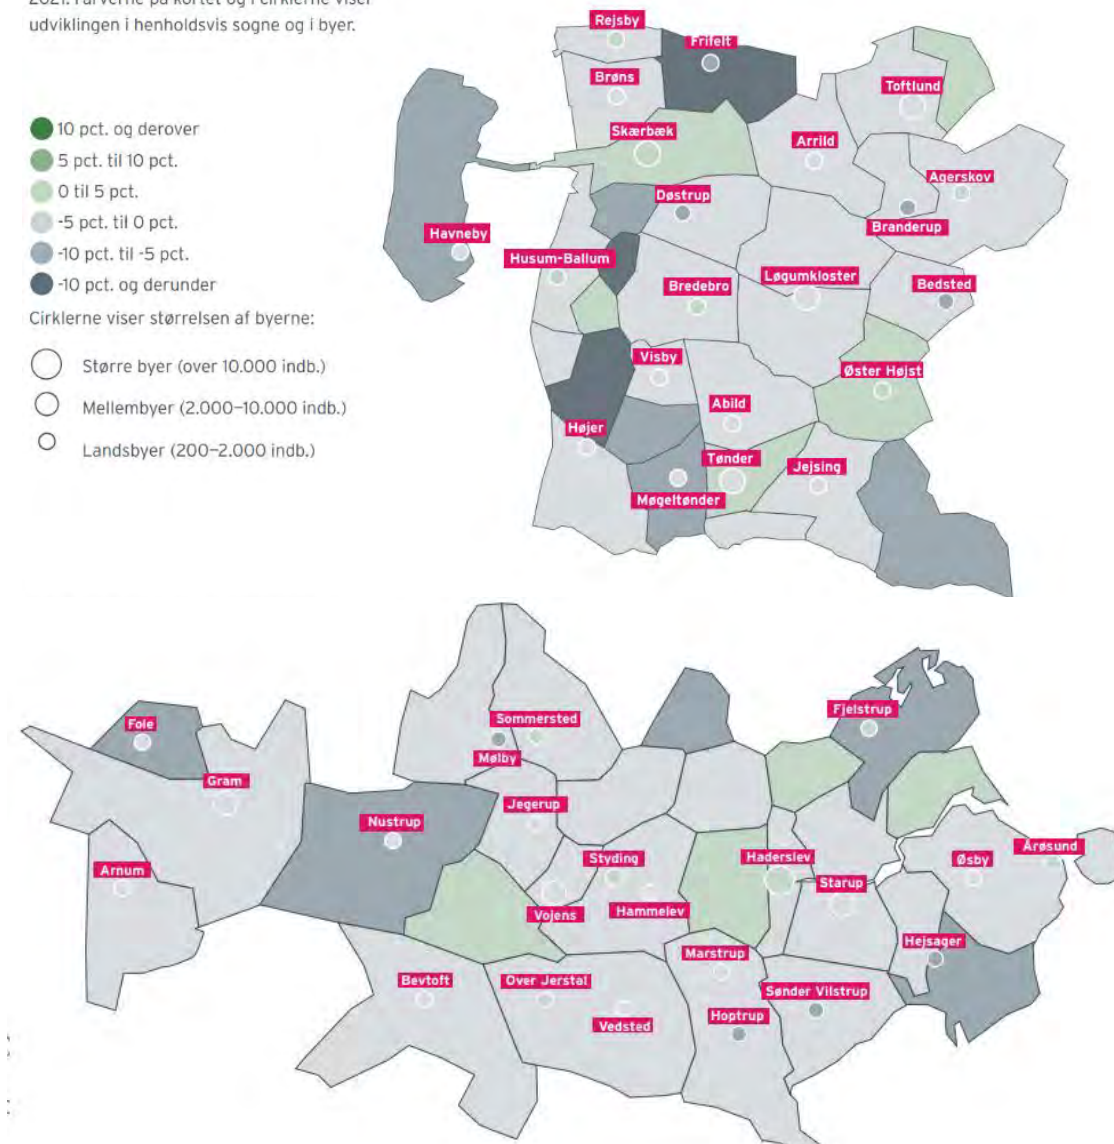 udviklingen i henholdsvis sogne og i byer.
10 pct. og derover
5 pct. til 10 pct.
0 til 5 pct.
-5 pct. til 0 pct.
-10 pct. til -5 pct.
-10 pct. og derunder
Cirklerne viser størrelsen af byerne:
Større byer (over 10.000 indb.)
Mellembyer (2.000–10.000 indb.)
Landsbyer (200–2.000 indb.)
Rejsby
Frifelt
Brøns
Toftlund
Skærbæk
Arrild
Agerskov
Døstrup
Branderup
Havneby
Husum-Ballum
Løgumkloster
Bredebro
Bedsted
Visby
Øster Højst
Abild
Højer
Tønder
Jejsing
Møgeltønder
Fole
Sommersted
Fjelstrup
Mølby
Gram
Jegerup
Nustrup
Arnum
Styding
Haderslev
Øsby
Årøsund
Starup
Vojens
Hammelev
Hejsager
Marstrup
Bevtoft
Over Jerstal
Sønder Vilstrup
Vedsted
Hoptrup